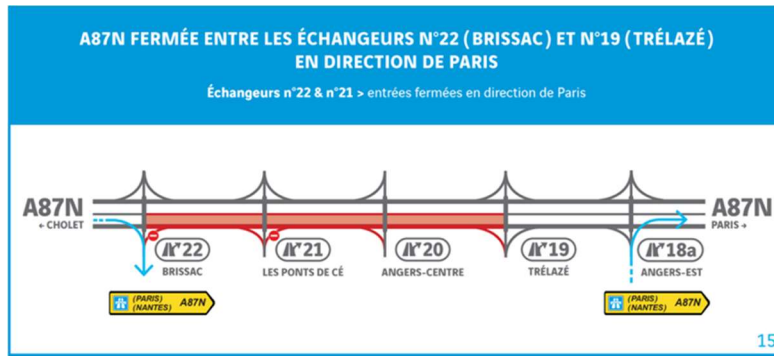 A87N FERMÉE ENTRE LES ÉCHANGEURS N°22 (BRISSAC) ET N°19 (TRÉLAZÉ)
EN DIRECTION DE PARIS
Échangeurs n°22 & n°21 > entrées fermées en direction de Paris
A87N
← CHOLET
A87N
PARIS →
22
BRISSAC
21
LES PONTS DE CÉ
20
ANGERS-CENTRE
19
TRÉLAZÉ
18a
ANGERS-EST
(PARIS)
(NANTES) A87N
(PARIS)
(NANTES) A87N
15